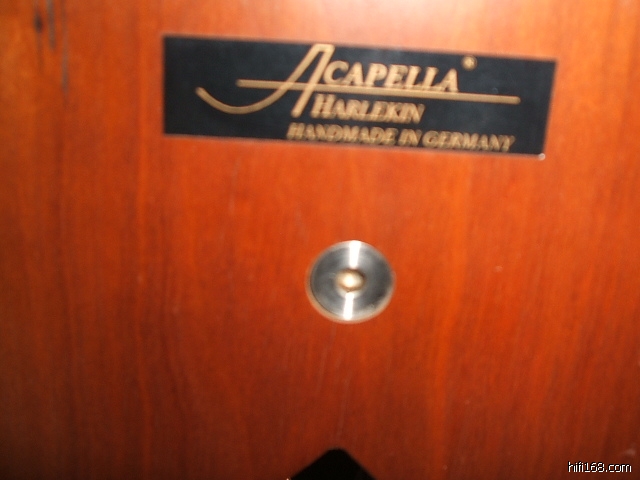 ACAPELLA®
HARLEKIN
HANDMADE IN GERMANY
hifi168.com